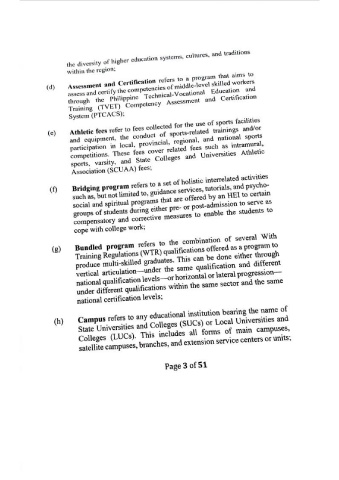 the diversity of higher education systems, cultures, and traditions
within the region;
(d) Assessment and Certification refers to a program that aims to
assess and certify the competencies of middle-level skilled workers
through the Philippine Technical-Vocational Education and
Training (TVET) Competency Assessment and Certification
System (PTCACS);
(e) Athletic fees refer to fees collected for the use of sports facilities
and equipment, the conduct of sports-related trainings and/or
participation in local, provincial, regional, and national sports
competitions. These fees cover related fees such as intramural,
sports, varsity, and State Colleges and Universities Athletic
Association (SCUAA) fees;
(f) Bridging program refers to a set of holistic interrelated activities
such as, but not limited to, guidance services, tutorials, and psycho-
social and spiritual programs that are offered by an HEI to certain
groups of students during either pre- or post-admission to serve as
compensatory and corrective measures to enable the students to
cope with college work;
(g) Bundled program refers to the combination of several With
Training Regulations (WTR) qualifications offered as a program to
produce multi-skilled graduates. This can be done either through
vertical articulation—under the same qualification and different
national qualification levels—or horizontal or lateral progression—
under different qualifications within the same sector and the same
national certification levels;
(h) Campus refers to any educational institution bearing the name of
State Universities and Colleges (SUCs) or Local Universities and
Colleges (LUCs). This includes all forms of main campuses,
satellite campuses, branches, and extension service centers or units;
Page 3 of 51